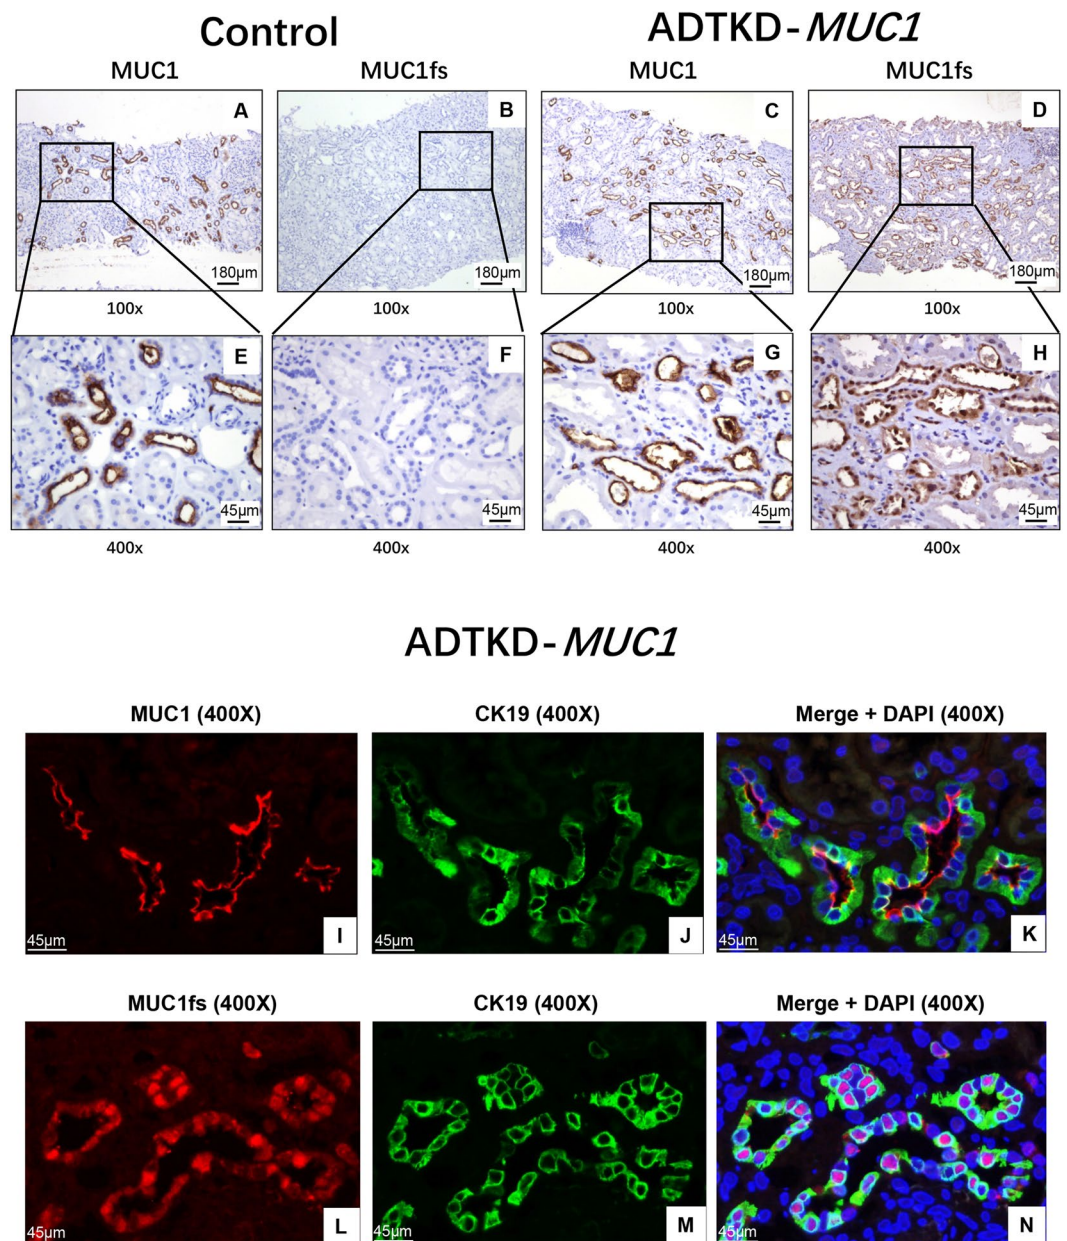 Control
ADTKD-MUC1
MUC1
MUC1fs
MUC1
MUC1fs
A
B
C
D
180μm
180μm
180μm
180μm
100x
100x
100x
100x
E
F
G
H
45μm
45μm
45μm
45μm
400x
400x
400x
400x
ADTKD-MUC1
MUC1 (400X)
CK19 (400X)
Merge + DAPI (400X)
45μm
I
45μm
J
45μm
K
MUC1fs (400X)
CK19 (400X)
Merge + DAPI (400X)
45μm
L
45μm
M
45μm
N